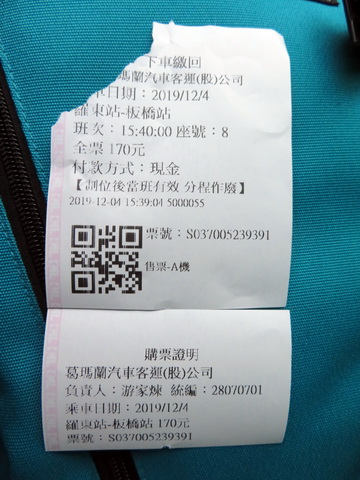 下車繳回
瑪蘭汽車客運(股)公司
車日期：2019/12/4
羅東站-板橋站
班次：15:40:00 座號：8
全票 170元
付款方式：現金
【劃位後當班有效 分程作廢】
2019-12-04 15:39:04 S000055
票號：S037005239391
售票-A機
購票證明
葛瑪蘭汽車客運(股)公司
負責人：游家煉 統編：28070701
乘車日期：2019/12/4
羅東站-板橋站 170元
票號：S037005239391